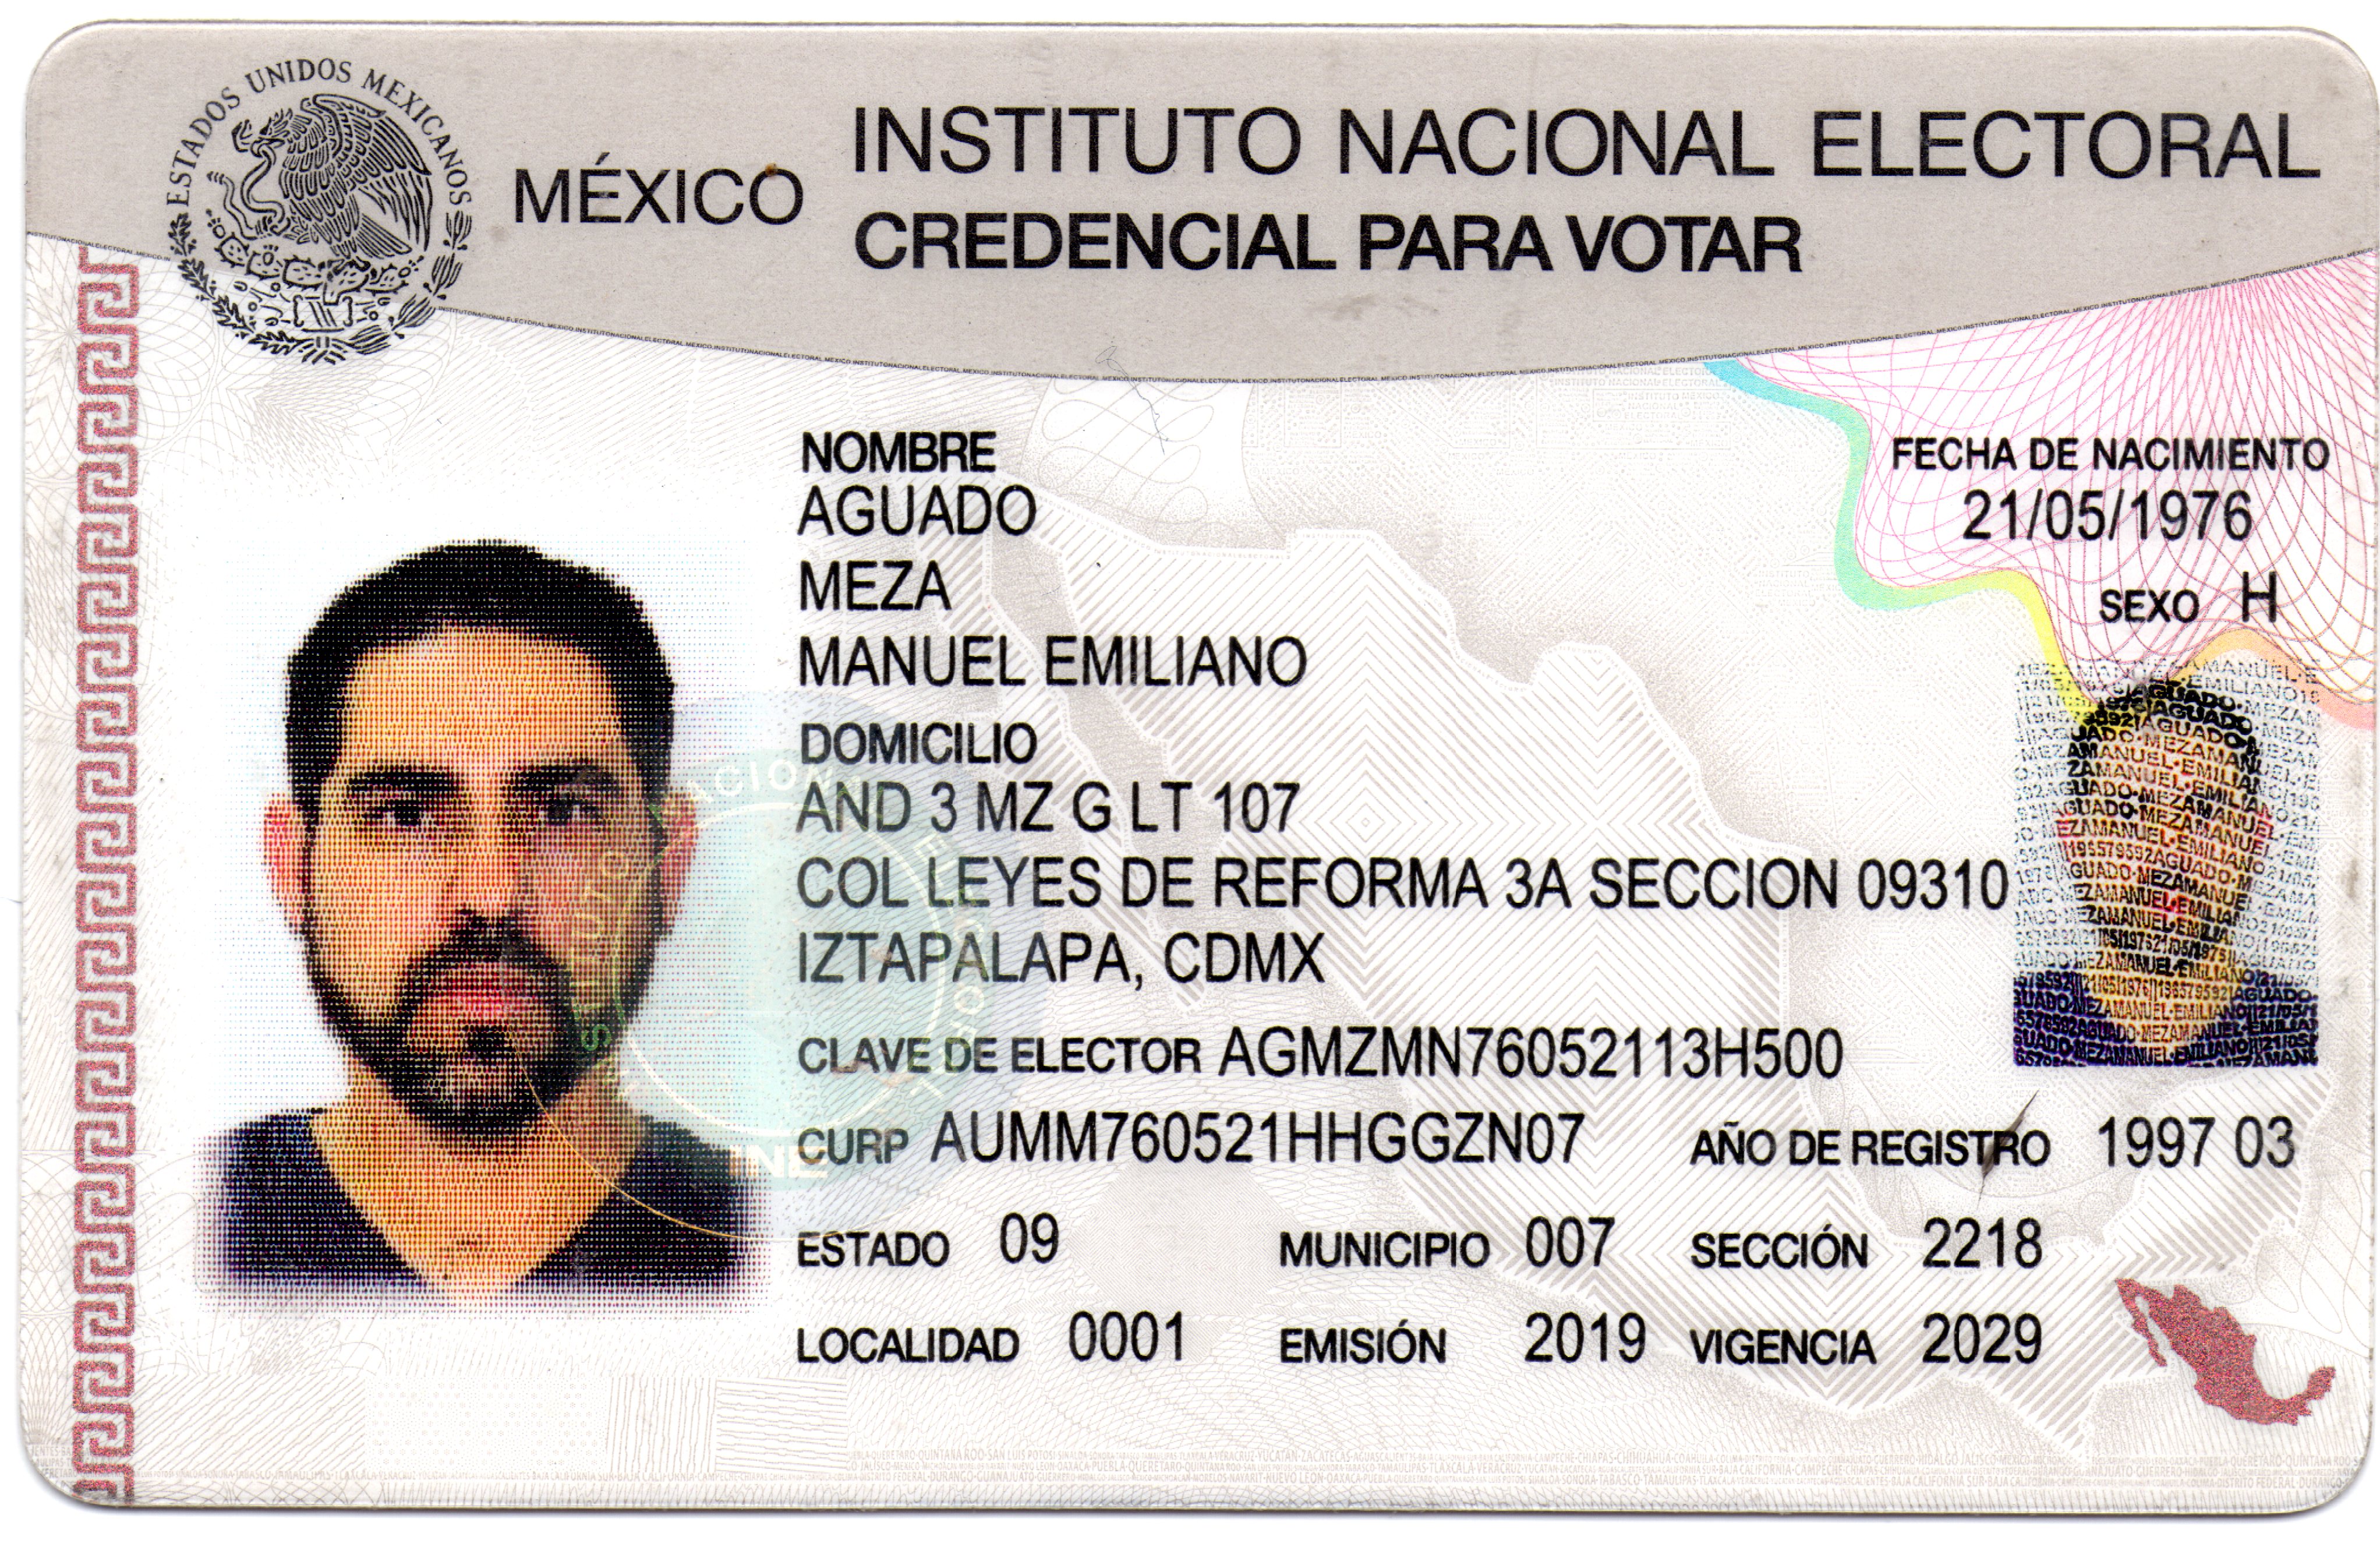 ESTADOS UNIDOS MEXICANOS
MÉXICO
INSTITUTO NACIONAL ELECTORAL
CREDENCIAL PARA VOTAR
NOMBRE
AGUADO
MEZA
MANUEL EMILIANO
FECHA DE NACIMIENTO
21/05/1976
SEXO H
DOMICILIO
AND 3 MZ G LT 107
COL LEYES DE REFORMA 3A SECCION 09310
IZTAPALAPA, CDMX
CLAVE DE ELECTOR AGMZMN76052113H500
CURP AUMM760521HHGGZN07
AÑO DE REGISTRO 1997 03
ESTADO 09
MUNICIPIO 007
SECCIÓN 2218
LOCALIDAD 0001
EMISIÓN 2019
VIGENCIA 2029
INE